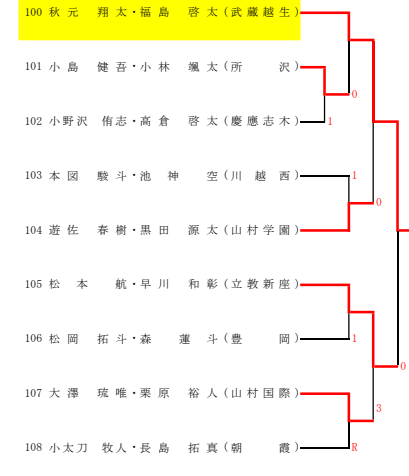 100 秋元 翔太・福島 啓太(武蔵越生)
101 小島 健吾・小林 颯太(所 沢)
0
102 小野沢 侑志・高倉 啓太(慶應志木)
1
103 本図 駿斗・池神 空(川越西)
1
0
104 遊佐 春樹・黒田 源太(山村学園)
105 松本 航・早川 和彰(立教新座)
106 松岡 拓斗・森 蓮斗(豊 岡)
1
0
107 大澤 琉唯・栗原 裕人(山村国際)
3
108 小太刀 牧人・長島 拓真(朝 霞)
R